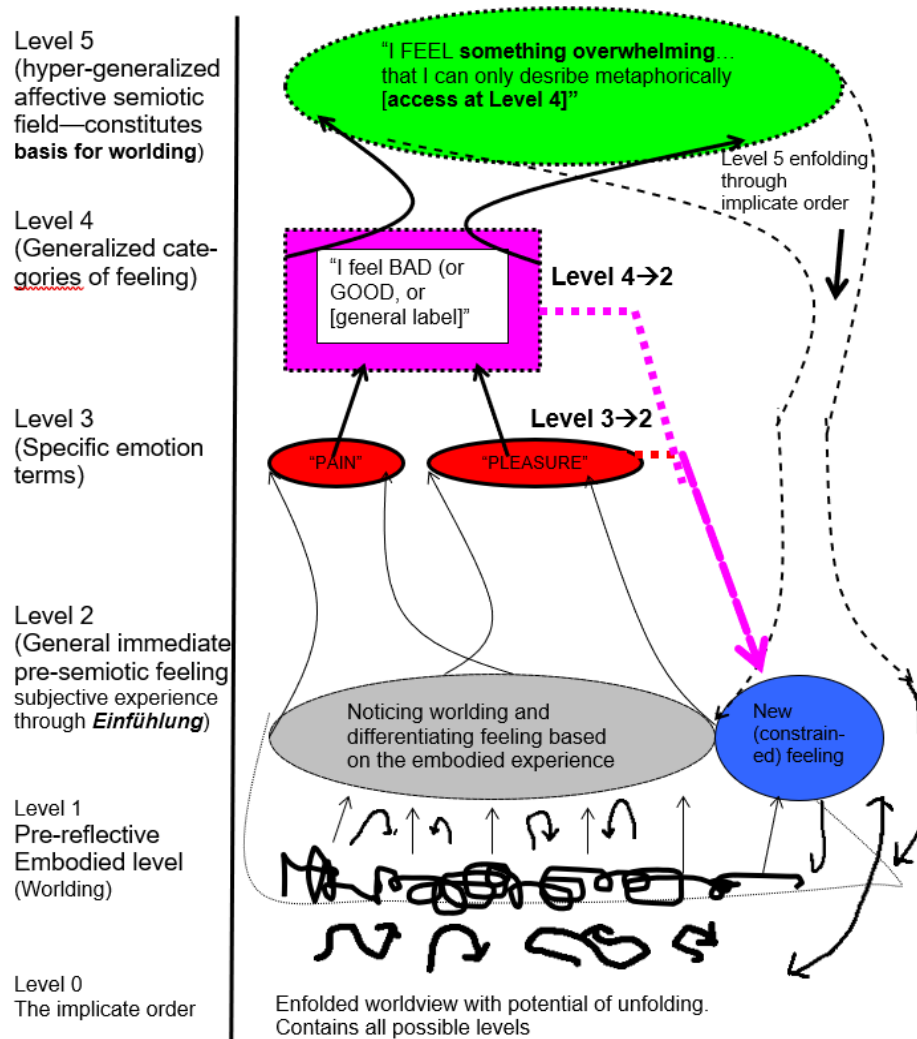 Level 5
(hyper-generalized
affective semiotic
field—constitutes
basis for worlding)
"I FEEL something overwhelming…
that I can only desribe metaphorically
[access at Level 4]"
Level 5 enfolding
through
implicate order
Level 4
(Generalized cate-
gories of feeling)
"I feel BAD (or
GOOD, or
[general label]"
Level 4→2
Level 3
(Specific emotion
terms)
Level 3→2
"PAIN"
"PLEASURE"
Level 2
(General immediate
pre-semiotic feeling
subjective experience
through Einfühlung)
Noticing worlding and
differentiating feeling based
on the embodied experience
New
(constrain-
ed) feeling
Level 1
Pre-reflective
Embodied level
(Worlding)
Level 0
The implicate order
Enfolded worldview with potential of unfolding.
Contains all possible levels